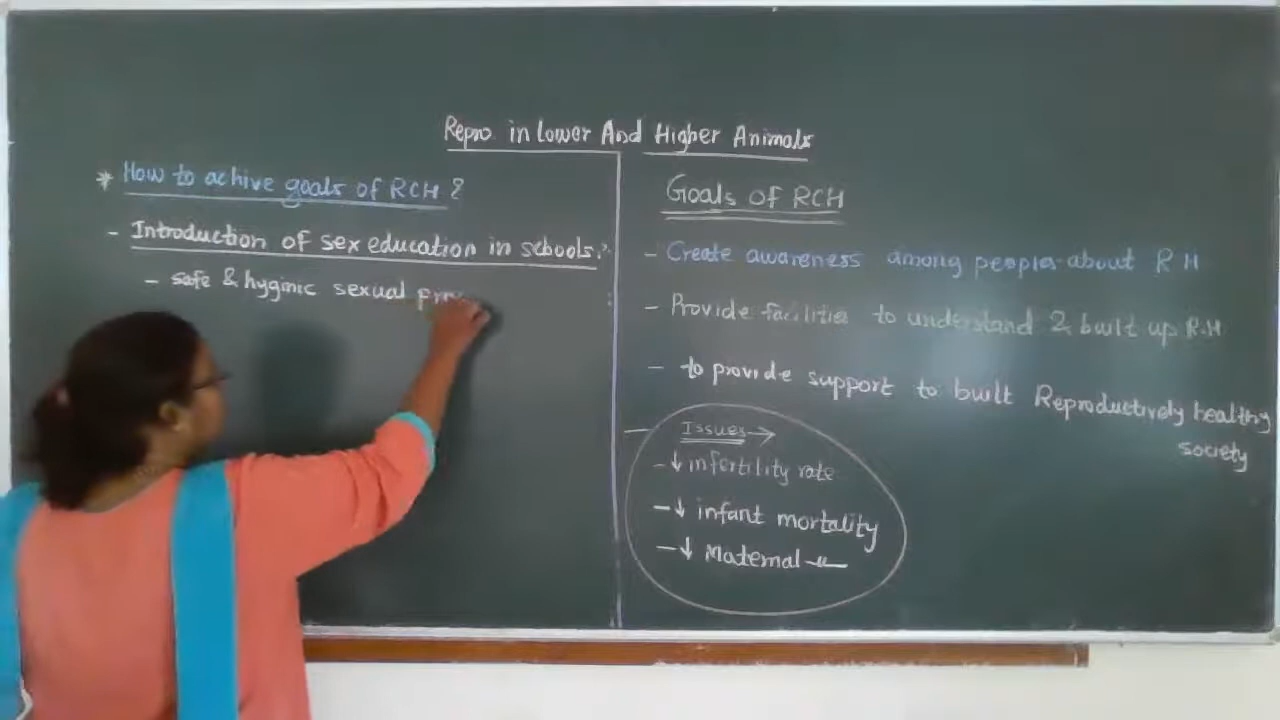 Repro in Lower And Higher Animals
* How to achive goals of RCH ?
- Introduction of sex education in schools.
- safe & hyginic sexual
Goals of RCH
- Create awareness among peoples about R H
- Provide facilities to understand & built up R.H
- to provide support to built Reproductively healthy
society
Issues →
- ↓ infertility rate
- ↓ infant mortality
- ↓ Maternal -〃-